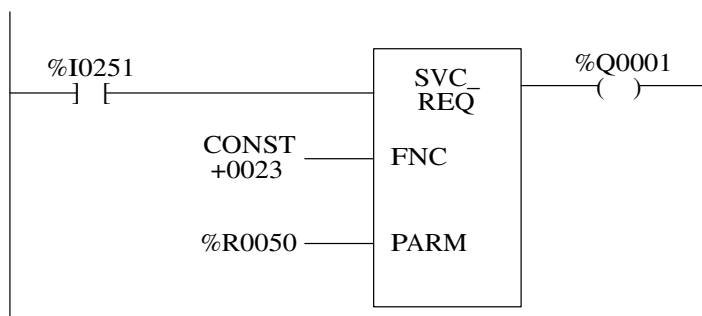 %I0251
%Q0001
SVC_
REQ
CONST
+0023
FNC
%R0050
PARM